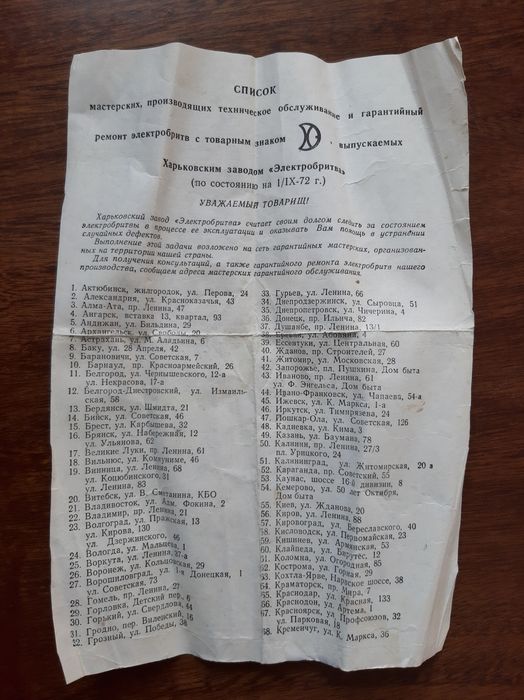 СПИСОК
мастерских, производящих техническое обслуживание и гарантийный
ремонт электробритв с товарным знаком , выпускаемых
Харьковским заводом «Электробритва»
(по состоянию на 1/IX-72 г.)
УВАЖАЕМЫЙ ТОВАРИЩ!
Харьковский завод «Электробритва» считает своим долгом следить за состоянием
электробритвы в процессе ее эксплуатации и оказывать Вам помощь в устранении
случайных дефектов.
Выполнение этой задачи возложено на сеть гарантийных мастерских, организован-
ных на территории нашей страны.
Для получения консультаций, а также гарантийного ремонта электробритв нашего
производства, сообщаем адреса мастерских гарантийного обслуживания.
1. Актюбинск, жилгородок, ул. Перова, 24
2. Александрия, ул. Красноказачья, 43
3. Алма-Ата, пр. Ленина, 47
4. Ангарск, вставка 13, квартал, 93
5. Андижан, ул. Бильдина, 29
6. Архангельск, ул. Свободы, 20
7. Астрахань, ул. М. Аладьина, 6
8. Баку, ул. 28 Апреля, 42
9. Барановичи, ул. Советская, 7
10. Барнаул, пр. Красноармейский, 26
11. Белгород, ул. Чернышевского, 12-а
ул. Некрасова, 17-а
12. Белгород-Днестровский, ул. Измаиль-
ская, 58
13. Бердянск, ул. Шмидта, 21
14. Бийск, ул. Советская, 46
15. Брест, ул. Карбышева, 32
16. Брянск, ул. Набережная, 12
ул. Ульянова, 62
17. Великие Луки, пр. Ленина, 61
18. Вильнюс, ул. Коммуниме, 46
19. Винница, ул. Ленина, 68
ул. Коцюбинского, 31
ул. Ленина, 83
20. Витебск, ул. В. КБО
21. Владивосток, ул. Адм. Фокина, 2
22. Владимир, пр. Ленина, 21
23. Волгоград, ул. Пражская, 13
ул. Кирова, 130
ул. Дзержинского, 46
24. Вологда, ул. Мальцева,
25. Воркута, ул. Ленина, 37-а
26. Воронеж, ул. Кольцовская, 29
27. Ворошиловград, ул. 1-я Донецкая, 1
ул. Советская, 73
28. Гомель, пр. Ленина, 27
29. Горловка, Детский пер. 6
30. Горький, ул. Свердлова, 44
31. Гродно, пер. Виленский, 16
32. Грозный, ул. Победы, 38
33. Гурьев, ул. Ленина, 66
34. Днепродзержинск, ул. Сыровца, 51
35. Днепропетровск, ул. Чичерина, 4
36. Донецк, пр. Ильича, 82
37. Душанбе, пр. Ленина, 13/1
38. Ереван, ул. Абовяна, 4
39. Ессентуки, ул. Центральная, 60
40. Жданов, пр. Строителей, 27
41. Житомир, ул. Московская, 28
42. Запорожье, пл. Пушкина, Дом быта
43. Иваново, пр. Ленина, 61
ул. Ф. Энгельса, Дом быта
44. Ивано-Франковск, ул. Чапаева, 54-а
45. Ижевск, ул. К. Маркса, 1-а
46. Иркутск, ул. Тимирязева, 24
47. Йошкар-Ола, ул. Советская, 126
48. Кадиевка, ул. Кима, 3
49. Казань, ул. Баумана, 78
50. Калинин, пр. Ленина, 27/3
пл. Урицкого, 24
51. Калининград, ул. Житомирская, 20 а
52. Караганда, пр. Советский, 55
53. Каунас, шоссе 16-й дивизии, 8
54. Кемерово, ул. 50 лет Октября,
Дом быта
55. Киев, ул. Жданова, 20
56. Киров, ул. Ленина, 88
57. Кировоград, ул. Вереславского, 40
58. Кисловодск, ул. Первомайская, 23
59. Кишинев, ул. Армянская, 53
60. Клайпеда, ул. 12
61. Коломна, ул. Огородная, 85
62. Кострома, ул. Горная, 29
63. Кохтла-Ярве, Нарвское шоссе, 38
64. Краматорск, пр. Мира, 7
65. Краснодар, ул. Красная, 133
66. Краснодон, ул. Артема, 1
67. Красноярск, ул. Профсоюзов, 32
ул. Парковая, 18
68. Кременчуг, ул. К. Маркса, 36